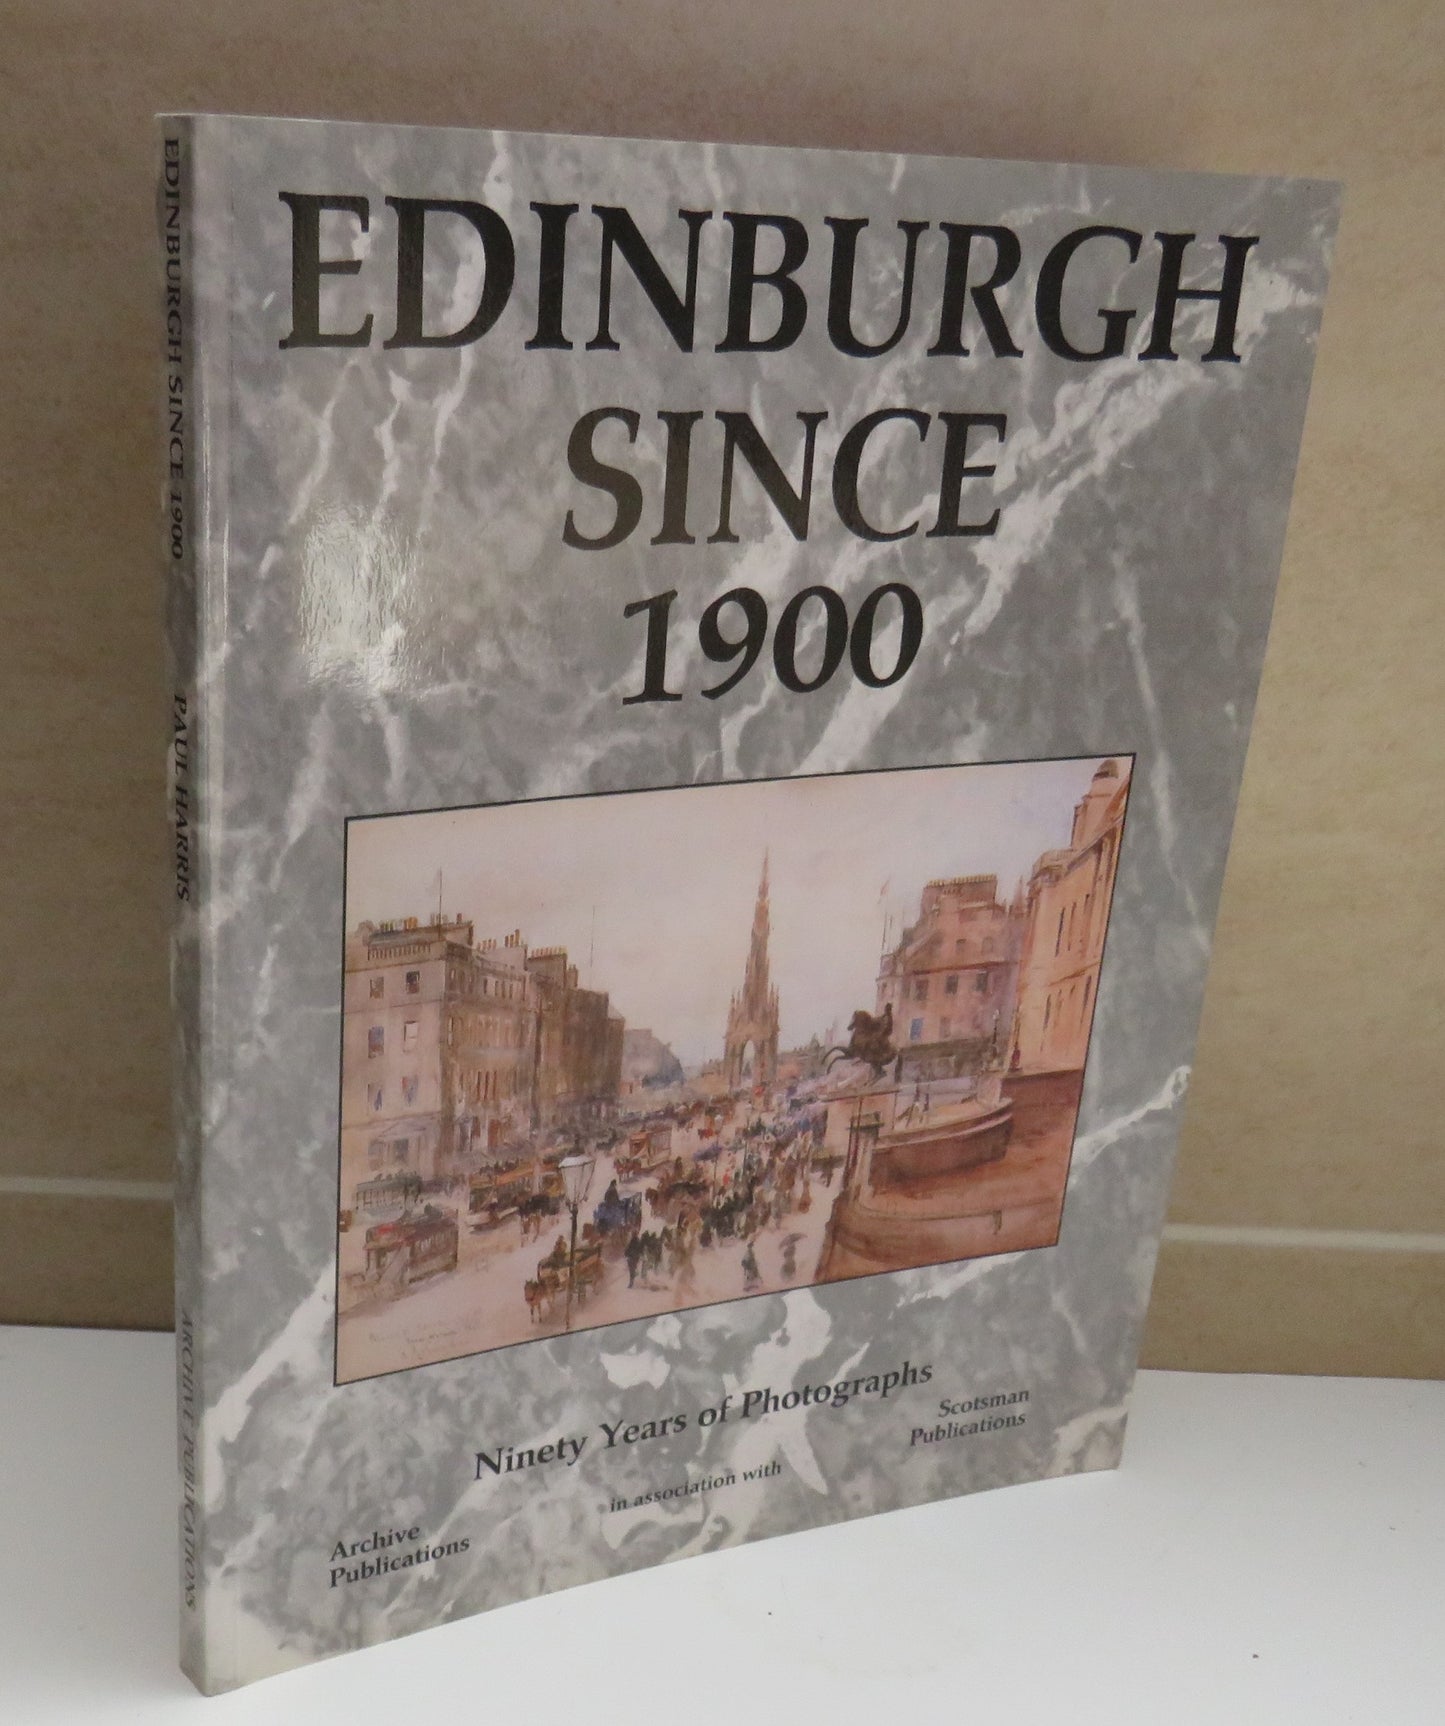 EDINBURGH SINCE 1900 PAUL HARRIS ARCHIVE PUBLICATIONS
EDINBURGH
SINCE
1900
Ninety Years of Photographs
Archive
Publications
in association with
Scotsman
Publications